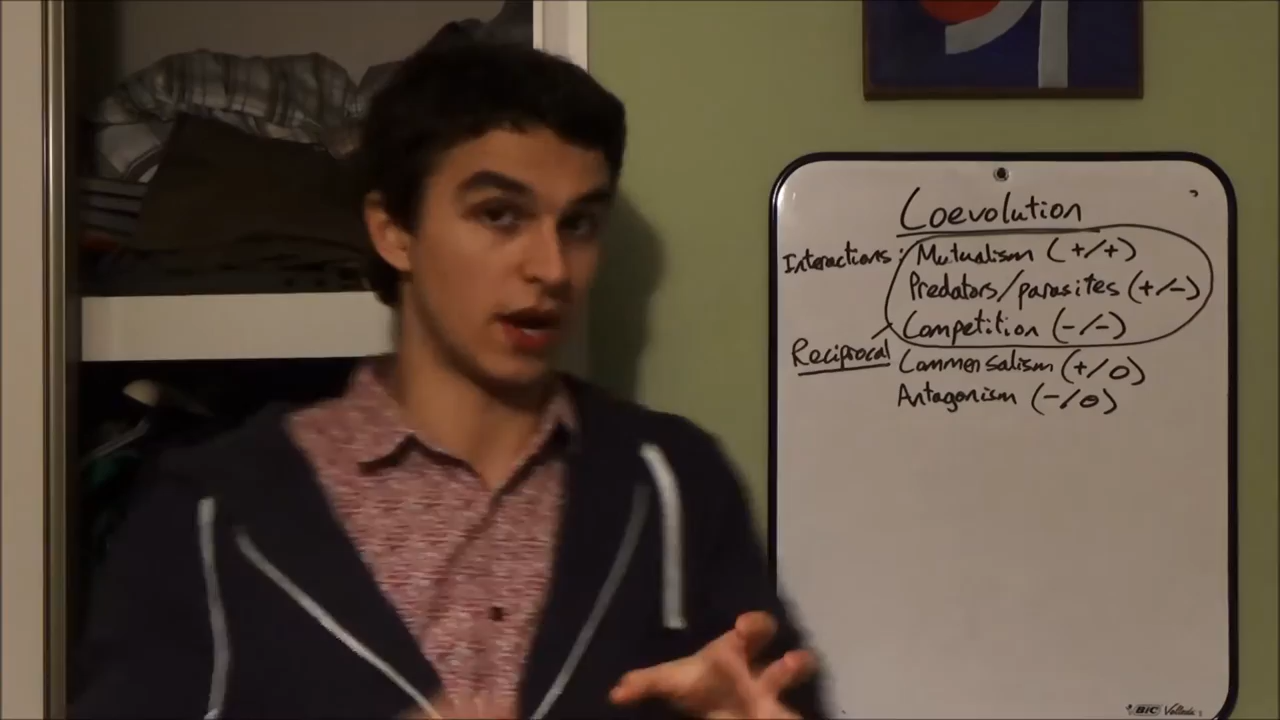 Coevolution
Interactions: Mutualism (+/+)
Predators/parasites (+/-)
Competition (-/-)
Reciprocal
Commensalism (+/0)
Antagonism (-/0)
BIC Velleda